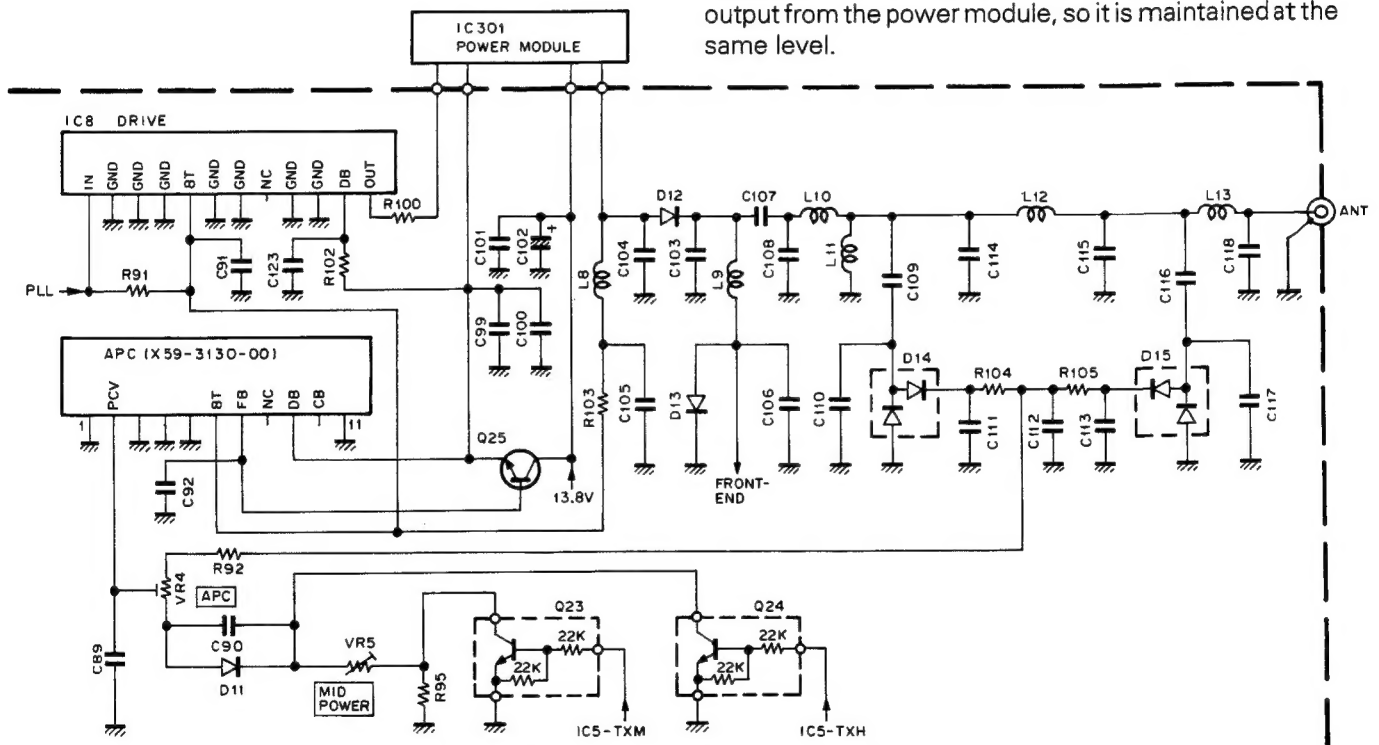 output from the power module, so it is maintained at the
same level.
IC301
POWER MODULE
IC8 DRIVE
IN
GND
GND
GND
8T
GND
GND
NC
GND
GND
DB
OUT
R100
D12
C107
L10
L12
L13
ANT
C101
C102
+
L8
C104
C103
L9
C108
L11
C109
C114
C115
C116
C118
PLL
R91
C91
C123
R102
C99
C100
APC (X59-3130-00)
1
PCV
8T
FB
NC
DB
CB
11
R103
C105
D13
C106
C110
D14
R104
R105
D15
C111
C112
C113
C117
Q25
13.8V
FRONT-
END
C92
R92
VR4
APC
C90
D11
C89
VR5
MID
POWER
R95
Q23
22K
22K
IC5-TXM
Q24
22K
22K
IC5-TXH